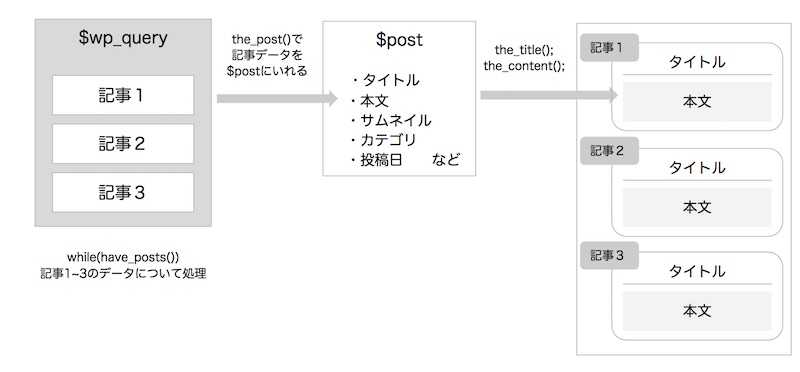 $wp_query
記事１
記事２
記事３
while(have_posts())
記事1~3のデータについて処理
the_post()で
記事データを
$postにいれる
$post
・タイトル
・本文
・サムネイル
・カテゴリ
・投稿日　など
the_title();
the_content();
記事１
タイトル
本文
記事２
タイトル
本文
記事３
タイトル
本文